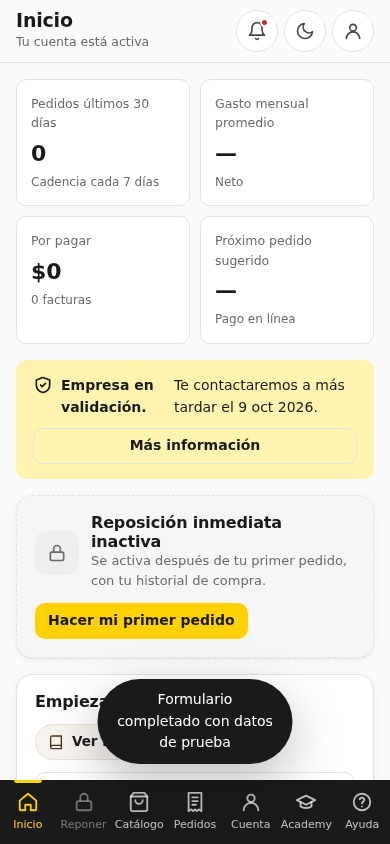 Inicio
Tu cuenta está activa
Pedidos últimos 30
días
0
Cadencia cada 7 días
Gasto mensual
promedio
—
Neto
Por pagar
$0
0 facturas
Próximo pedido
sugerido
—
Pago en línea
Empresa en
validación.
Te contactaremos a más
tardar el 9 oct 2026.
Más información
Reposición inmediata
inactiva
Se activa después de tu primer pedido,
con tu historial de compra.
Hacer mi primer pedido
Empieza
Ver
Formulario
completado con datos
de prueba
Inicio
Reponer
Catálogo
Pedidos
Cuenta
Academy
Ayuda